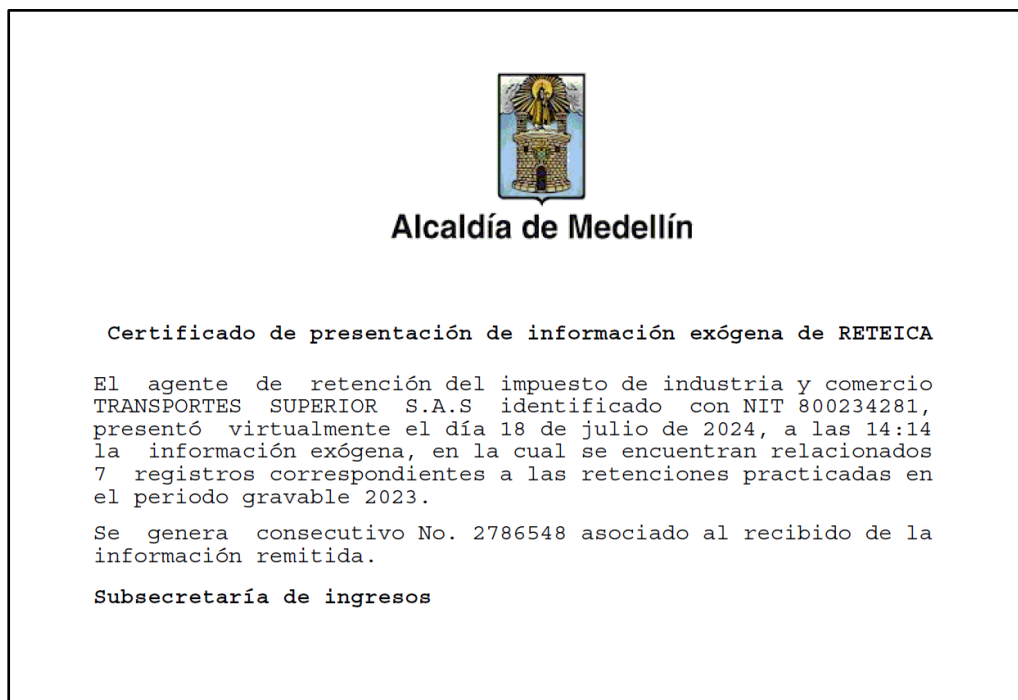 Alcaldía de Medellín
Certificado de presentación de información exógena de RETEICA
El agente de retención del impuesto de industria y comercio
TRANSPORTES SUPERIOR S.A.S identificado con NIT 800234281,
presentó virtualmente el día 18 de julio de 2024, a las 14:14
la información exógena, en la cual se encuentran relacionados
7 registros correspondientes a las retenciones practicadas en
el periodo gravable 2023.
Se genera consecutivo No. 2786548 asociado al recibido de la
información remitida.
Subsecretaría de ingresos